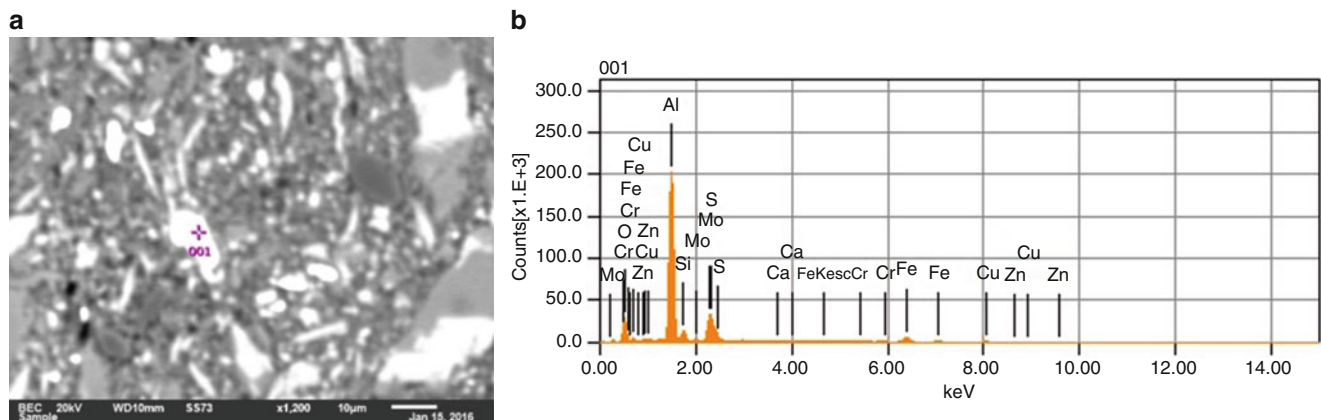 a
001
BEC 20kV WD10mm SS73 x1,200 10μm
Sample Jan 15, 2016
b
001
Counts[x1.E+3]
300.0
250.0
200.0
150.0
100.0
50.0
0.0
Al
Cu
Fe
Fe
Cr
O Zn
Cr Cu
Mo Zn
Si
Mo
S
Mo
S
Ca
Ca
FeKesc
Cr
Cr
Fe
Fe
Cu
Zn
Cu
Zn
0.00 2.00 4.00 6.00 8.00 10.00 12.00 14.00
keV